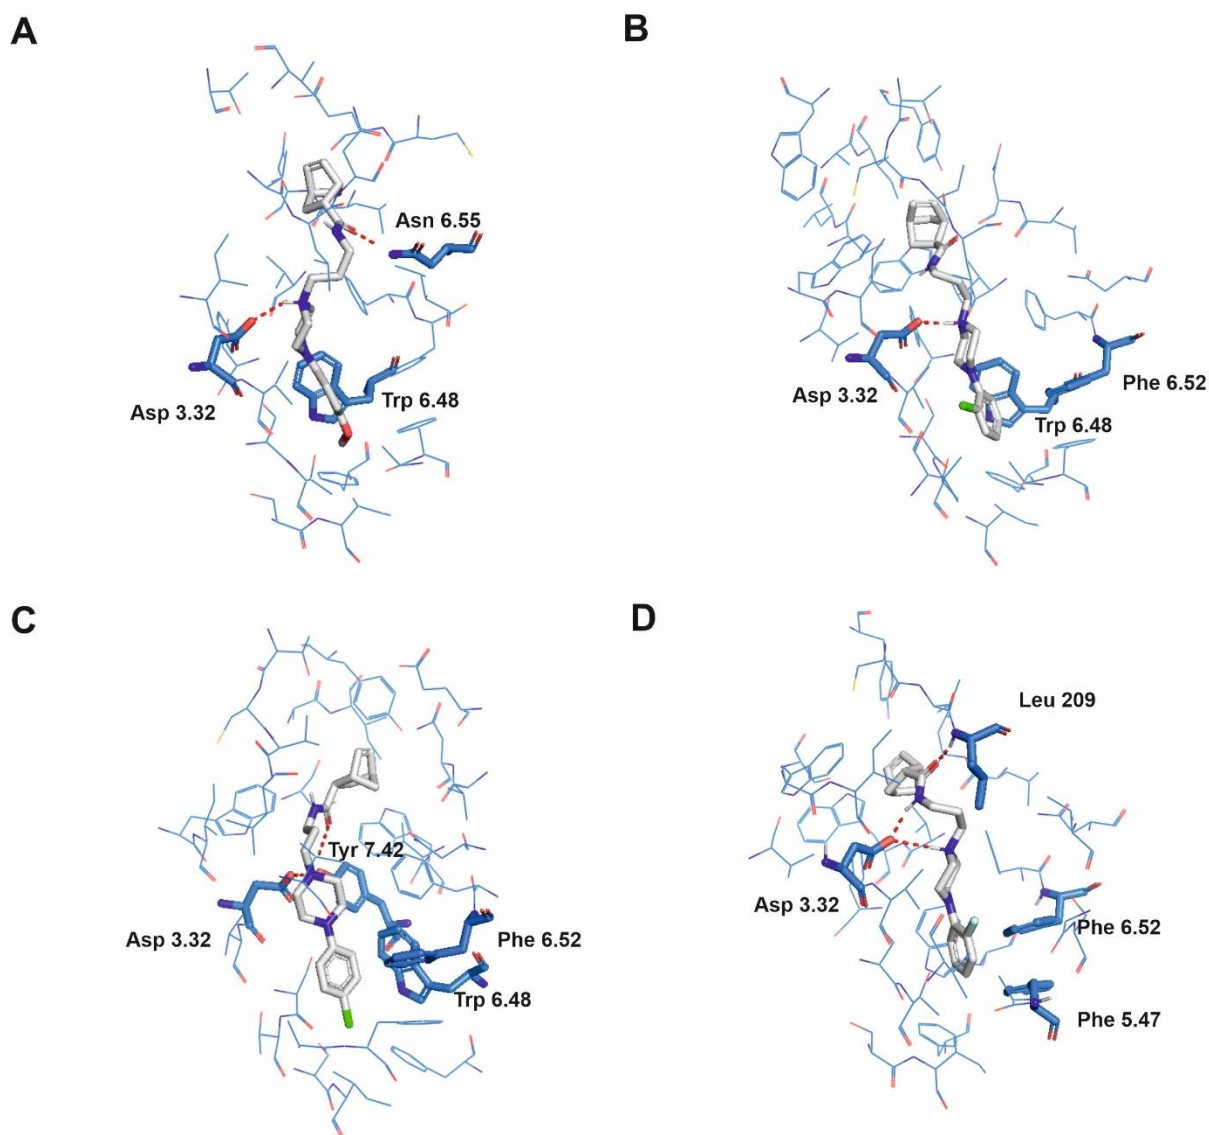 A
B
Asn 6.55
Asp 3.32
Trp 6.48
Asp 3.32
Phe 6.52
Trp 6.48
C
D
Leu 209
Tyr 7.42
Asp 3.32
Phe 6.52
Trp 6.48
Asp 3.32
Phe 6.52
Phe 5.47